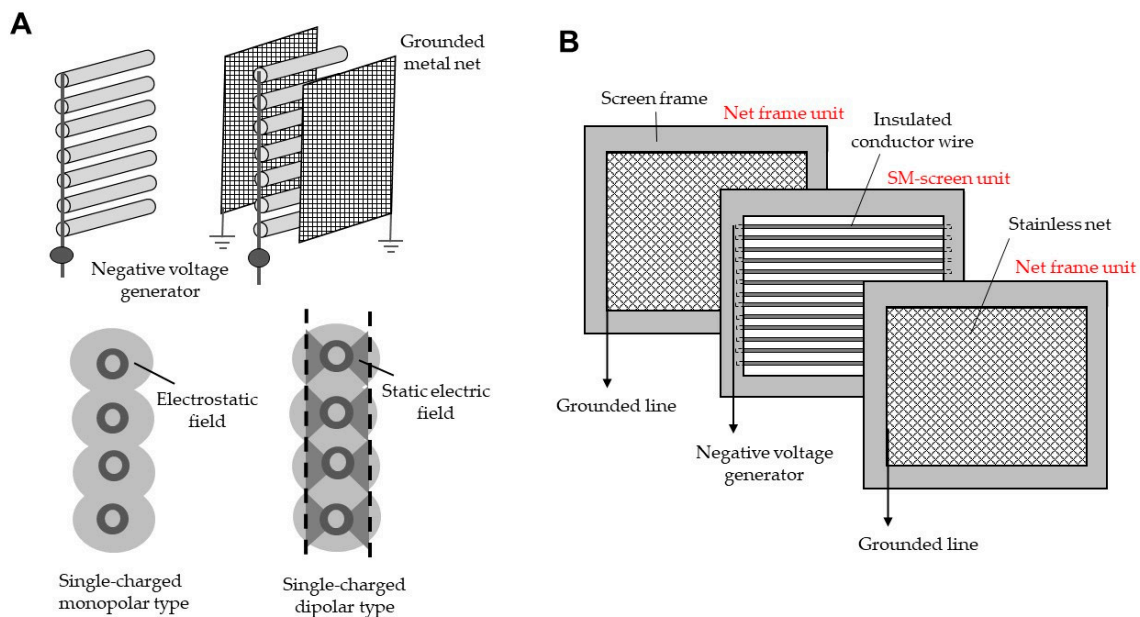 A
Grounded
metal net
Negative voltage
generator
Electrostatic
field
Static electric
field
Single-charged
monopolar type
Single-charged
dipolar type
B
Screen frame
Net frame unit
Insulated
conductor wire
SM-screen unit
Stainless net
Net frame unit
Grounded line
Negative voltage
generator
Grounded line